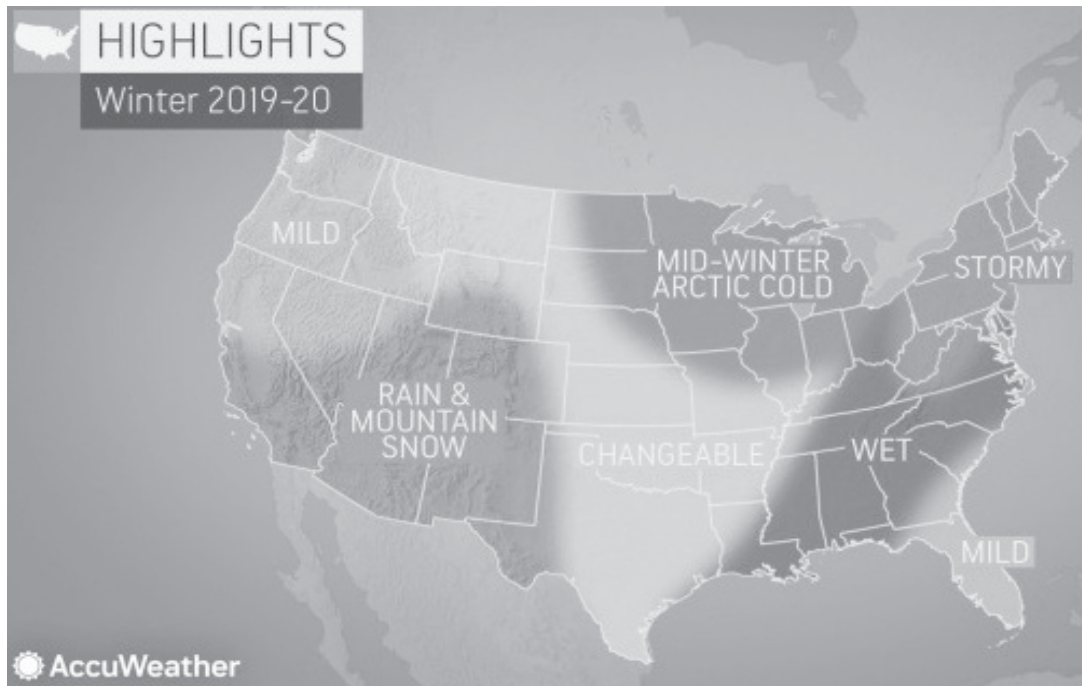 HIGHLIGHTS
Winter 2019-20
MILD
MID-WINTER
ARCTIC COLD
STORMY
RAIN &
MOUNTAIN
SNOW
CHANGEABLE
WET
MILD
AccuWeather